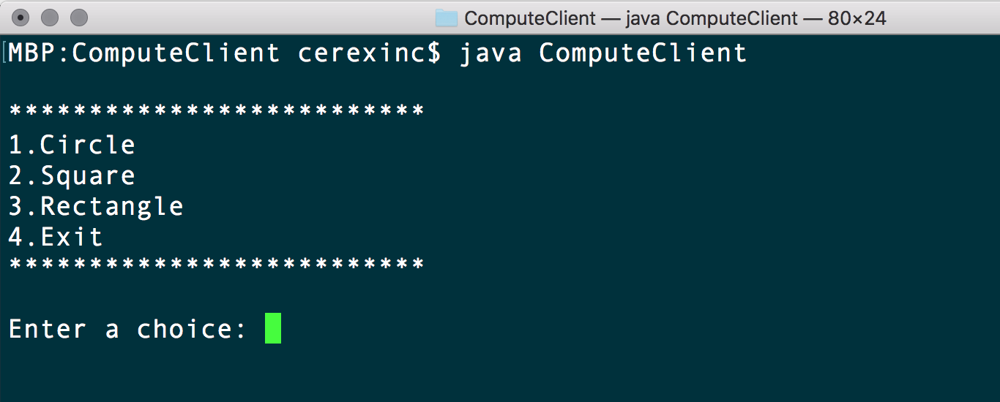 ComputeClient — java ComputeClient — 80×24
[MBP:ComputeClient cerexinc$ java ComputeClient
**************************
1.Circle
2.Square
3.Rectangle
4.Exit
**************************
Enter a choice: